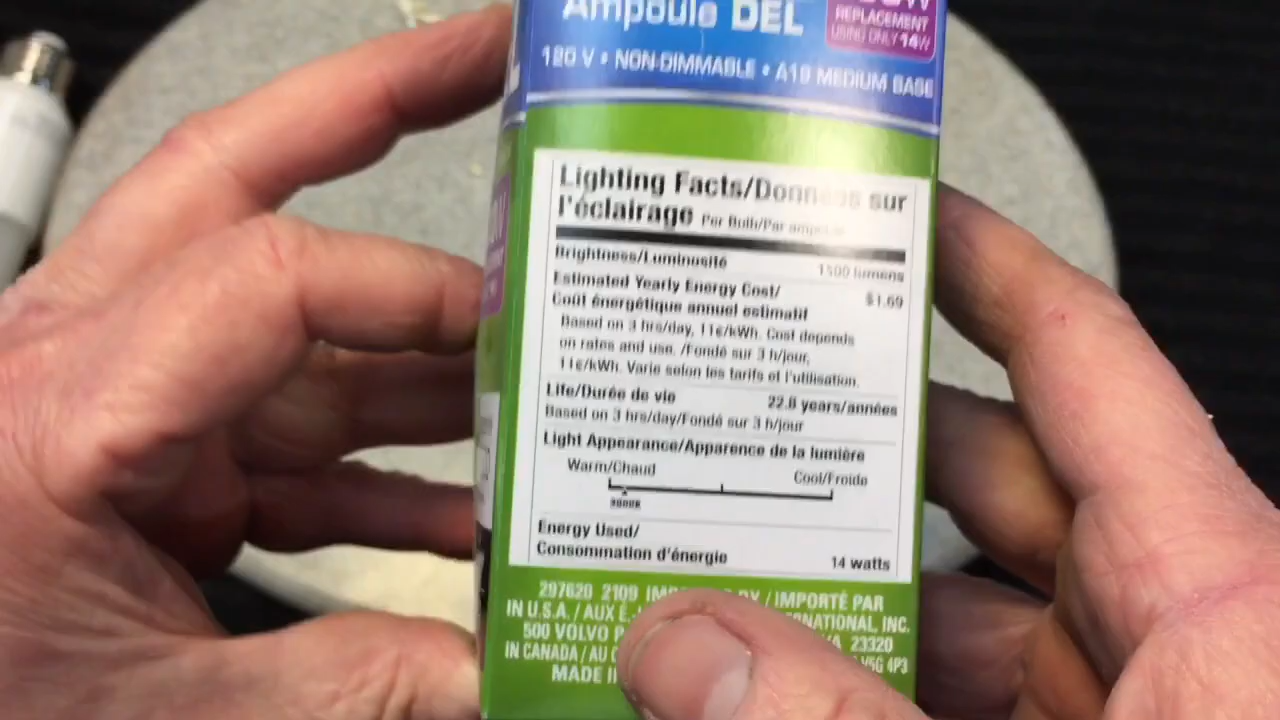 Ampoule DEL
REPLACEMENT
USING ONLY 14W
120 V • NON-DIMMABLE • A19 MEDIUM BASE
Lighting Facts/Données sur
l'éclairage Per Bulb/Par ampoule
Brightness/Luminosité 1500 lumens
Estimated Yearly Energy Cost/ $1.69
Coût énergétique annuel estimatif
Based on 3 hrs/day, 11¢/kWh. Cost depends
on rates and use. /Fondé sur 3 h/jour,
11¢/kWh. Varie selon les tarifs et l'utilisation.
Life/Durée de vie 22.8 years/années
Based on 3 hrs/day/Fondé sur 3 h/jour
Light Appearance/Apparence de la lumière
Warm/Chaud Cool/Froide
3000K
Energy Used/
Consommation d'énergie 14 watts
297620 2109 / IMPORTÉ PAR
IN U.S.A. / AUX INC.
500 VOLVO 23320
IN CANADA / AU V5G 4P3
MADE